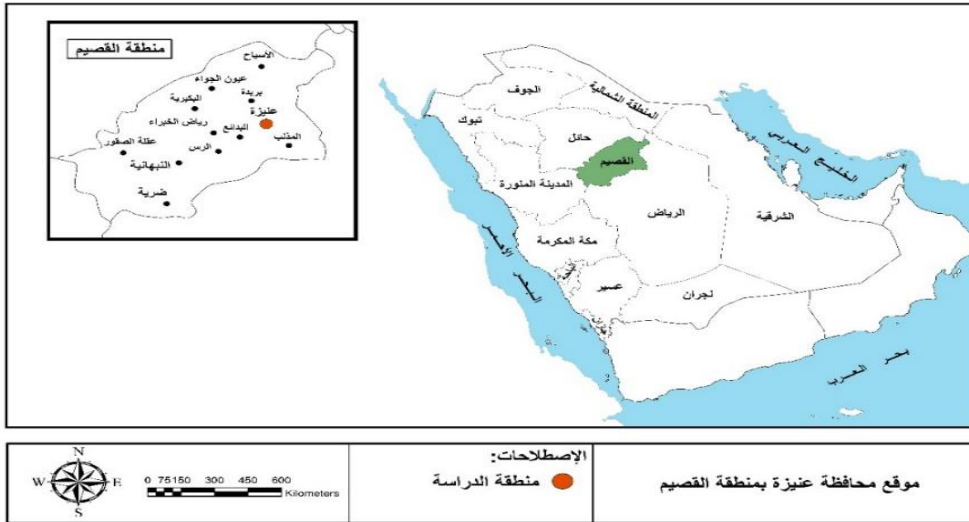 منطقة القصيم
الأسياح
عيون الجواء
بريدة
البكيرية
عنيزة
رياض الخبراء
البدائع
المذنب
عقلة الصقور
الرس
النبهانية
ضرية
الجوف
المنطقة الشمالية
تبوك
حائل
القصيم
المدينة المنورة
الرياض
الشرقية
مكة المكرمة
عسير
نجران
الخليج العربي
البحر الأحمر
بحر العرب
N
W E
S
0 75 150 300 450 600
Kilometers
الإصطلاحات:
منطقة الدراسة
موقع محافظة عنيزة بمنطقة القصيم